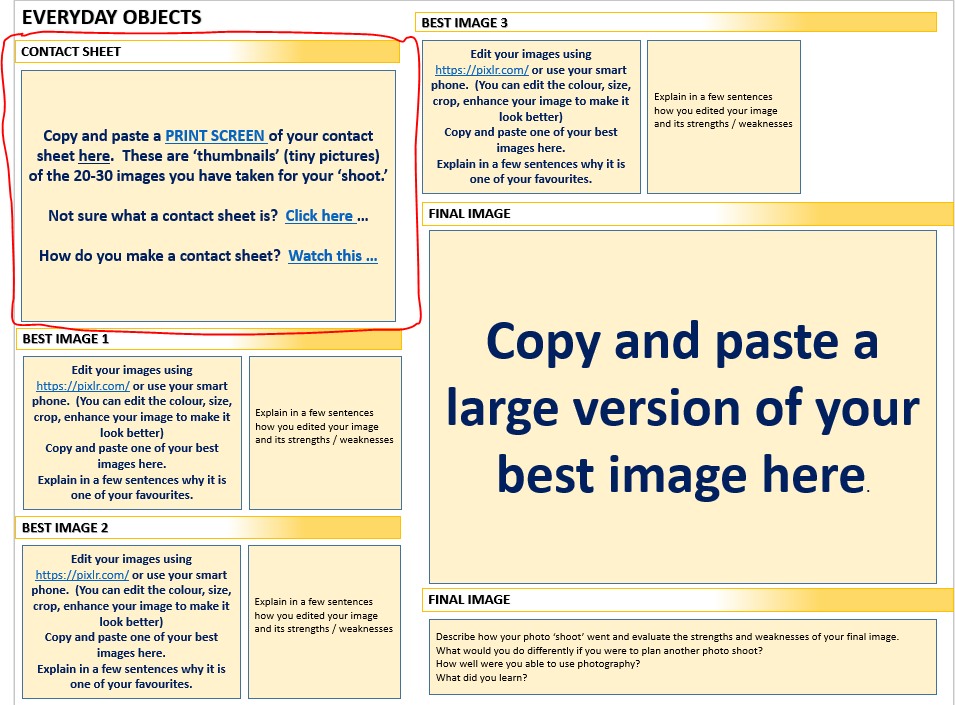 EVERYDAY OBJECTS
CONTACT SHEET
Copy and paste a PRINT SCREEN of your contact
sheet here.  These are ‘thumbnails’ (tiny pictures)
of the 20-30 images you have taken for your ‘shoot.’
Not sure what a contact sheet is?  Click here ...
How do you make a contact sheet?  Watch this ...
BEST IMAGE 1
Edit your images using
https://pixlr.com/ or use your smart
phone.  (You can edit the colour, size,
crop, enhance your image to make it
look better)
Copy and paste one of your best
images here.
Explain in a few sentences why it is
one of your favourites.
Explain in a few sentences
how you edited your image
and its strengths / weaknesses
BEST IMAGE 2
Edit your images using
https://pixlr.com/ or use your smart
phone.  (You can edit the colour, size,
crop, enhance your image to make it
look better)
Copy and paste one of your best
images here.
Explain in a few sentences why it is
one of your favourites.
Explain in a few sentences
how you edited your image
and its strengths / weaknesses
BEST IMAGE 3
Edit your images using
https://pixlr.com/ or use your smart
phone.  (You can edit the colour, size,
crop, enhance your image to make it
look better)
Copy and paste one of your best
images here.
Explain in a few sentences why it is
one of your favourites.
Explain in a few sentences
how you edited your image
and its strengths / weaknesses
FINAL IMAGE
Copy and paste a
large version of your
best image here.
FINAL IMAGE
Describe how your photo ‘shoot’ went and evaluate the strengths and weaknesses of your final image.
What would you do differently if you were to plan another photo shoot?
How well were you able to use photography?
What did you learn?